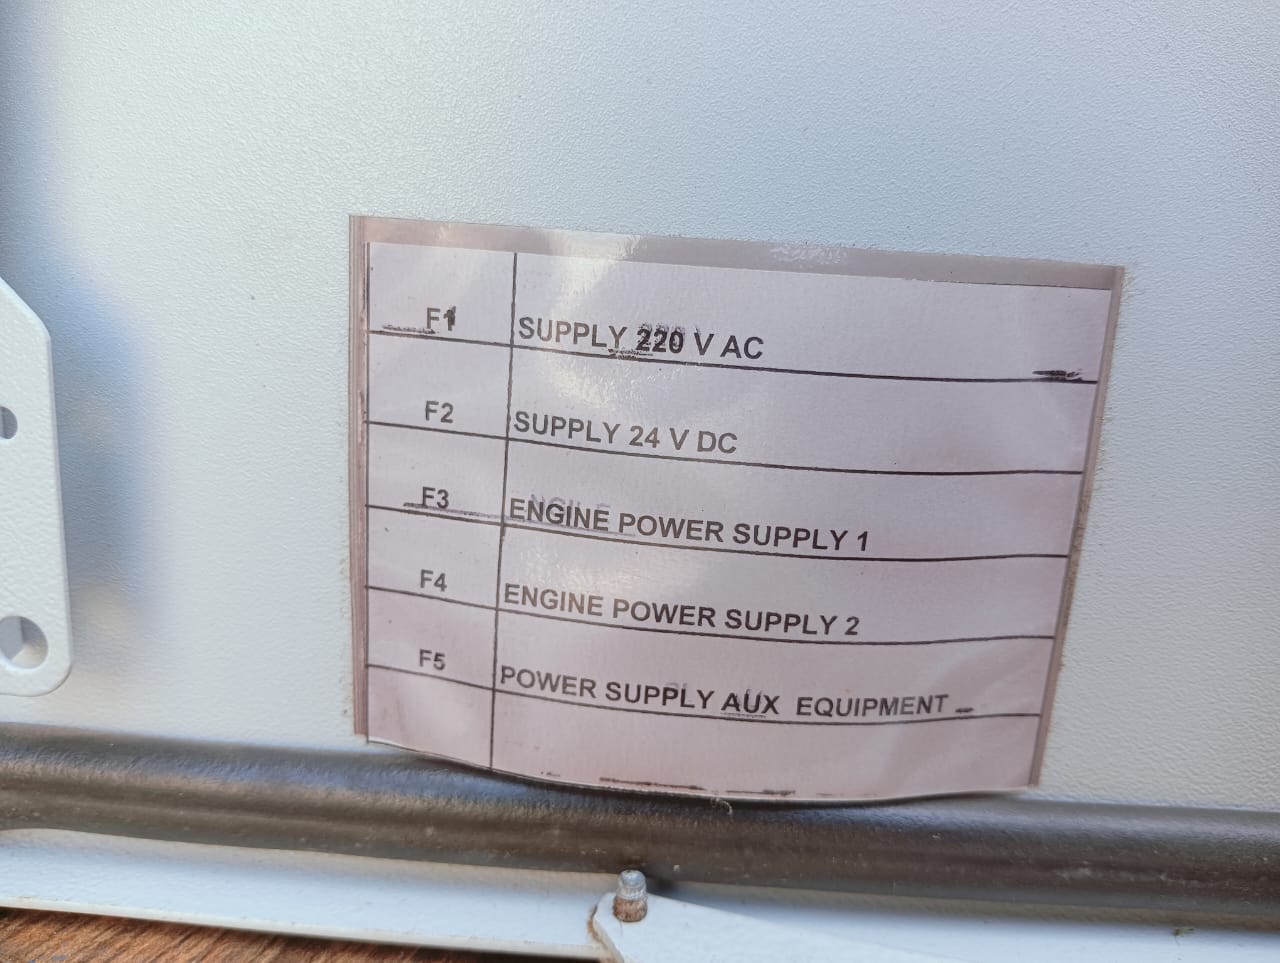 F1 SUPPLY 220 V AC
F2 SUPPLY 24 V DC
F3 ENGINE POWER SUPPLY 1
F4 ENGINE POWER SUPPLY 2
F5 POWER SUPPLY AUX EQUIPMENT